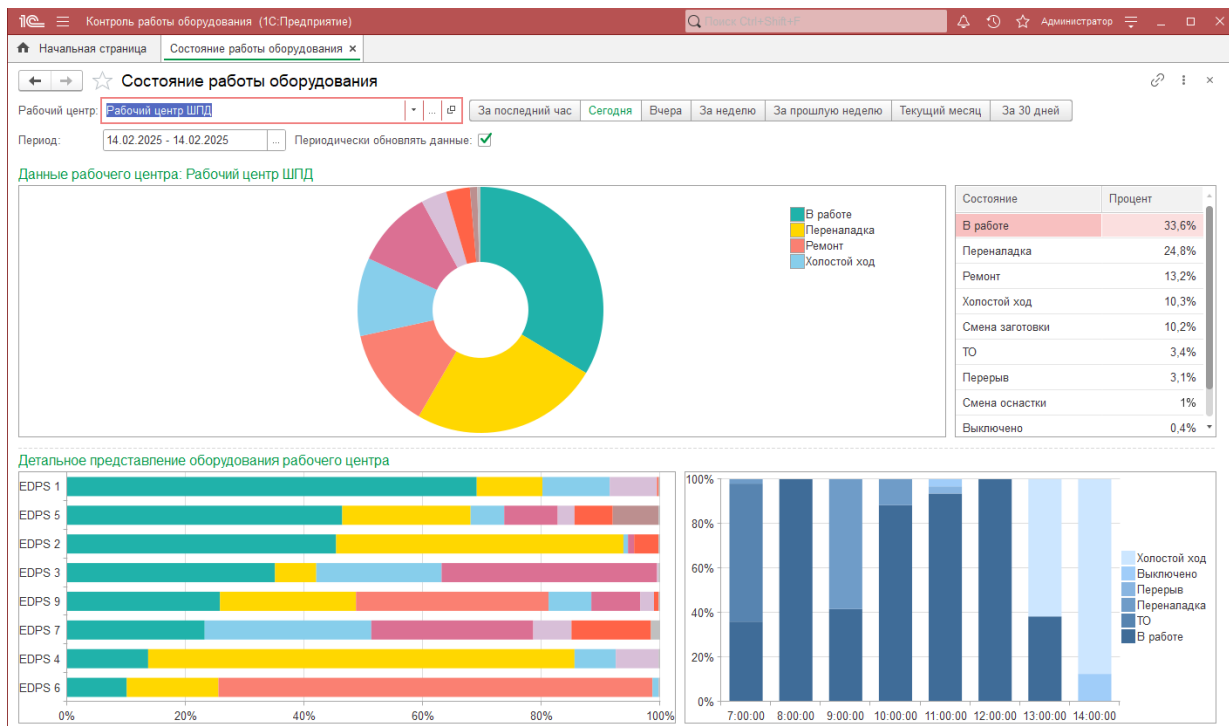 1С Контроль работы оборудования (1С:Предприятие) Поиск Ctrl+Shift+F Администратор
Начальная страница Состояние работы оборудования ×
Состояние работы оборудования
Рабочий центр: Рабочий центр ШПД ... За последний час Сегодня Вчера За неделю За прошлую неделю Текущий месяц За 30 дней
Период: 14.02.2025 - 14.02.2025 ... Периодически обновлять данные:
Данные рабочего центра: Рабочий центр ШПД
В работе
Переналадка
Ремонт
Холостой ход
Состояние Процент
В работе 33,6%
Переналадка 24,8%
Ремонт 13,2%
Холостой ход 10,3%
Смена заготовки 10,2%
ТО 3,4%
Перерыв 3,1%
Смена оснастки 1%
Выключено 0,4%
Детальное представление оборудования рабочего центра
EDPS 1
EDPS 5
EDPS 2
EDPS 3
EDPS 9
EDPS 7
EDPS 4
EDPS 6
0% 20% 40% 60% 80% 100%
100%
80%
60%
40%
20%
0%
7:00:00 8:00:00 9:00:00 10:00:00 11:00:00 12:00:00 13:00:00 14:00:00
Холостой ход
Выключено
Перерыв
Переналадка
ТО
В работе